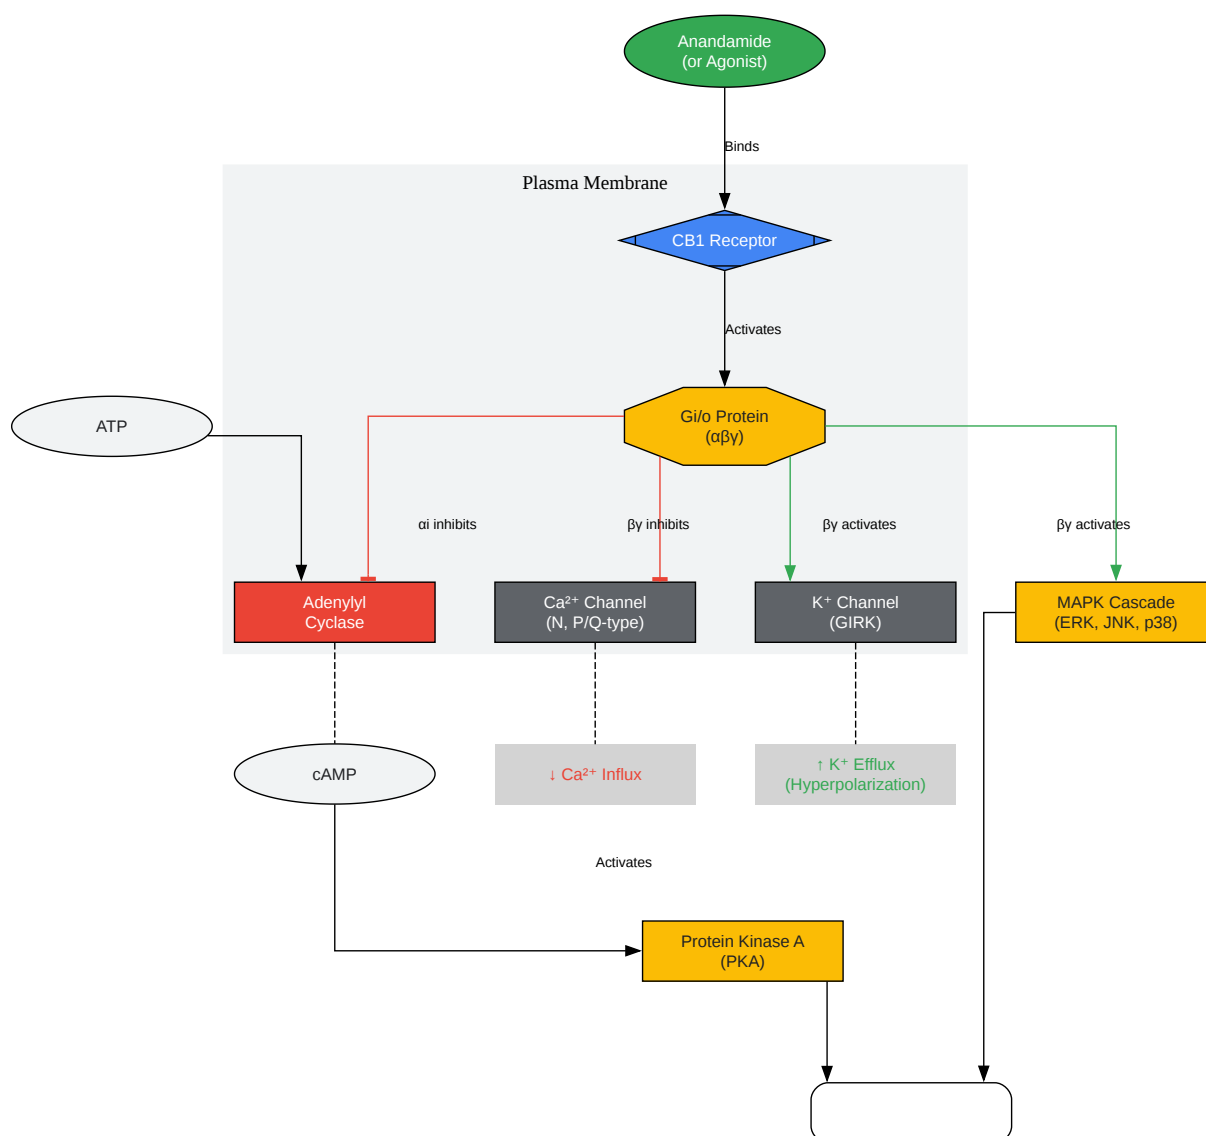 Anandamide
(or Agonist)
Binds
Plasma Membrane
CB1 Receptor
Activates
Gi/o Protein
(αβγ)
ATP
αi inhibits
βγ inhibits
βγ activates
βγ activates
Adenylyl
Cyclase
Ca²⁺ Channel
(N, P/Q-type)
K⁺ Channel
(GIRK)
MAPK Cascade
(ERK, JNK, p38)
cAMP
↓ Ca²⁺ Influx
↑ K⁺ Efflux
(Hyperpolarization)
Activates
Protein Kinase A
(PKA)